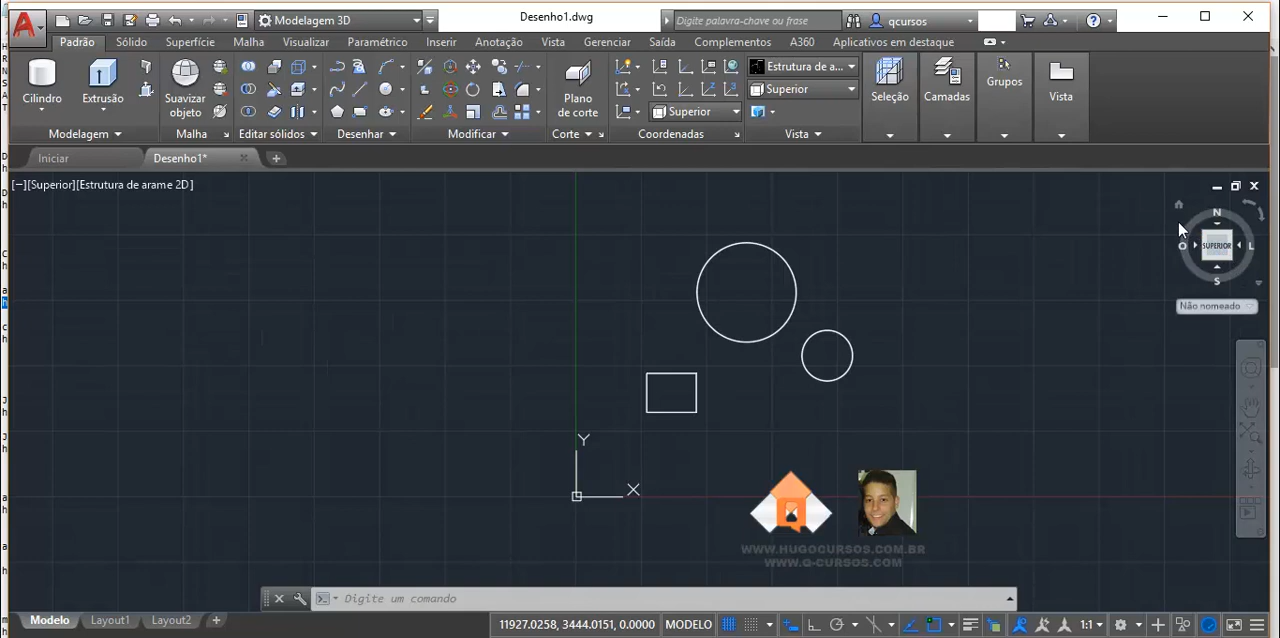 Modelagem 3D
Desenho1.dwg
Digite palavra-chave ou frase
qcursos
Padrão Sólido Superfície Malha Visualizar Paramétrico Inserir Anotação Vista Gerenciar Saída Complementos A360 Aplicativos em destaque
Cilindro
Extrusão
Suavizar
objeto
Plano
de corte
Estrutura de a...
Superior
Superior
Seleção
Camadas
Grupos
Vista
Modelagem Malha Editar sólidos Desenhar Modificar Corte Coordenadas Vista
Iniciar Desenho1*
[−][Superior][Estrutura de arame 2D]
N
O SUPERIOR L
S
Não nomeado
Y
X
WWW.HUGOCURSOS.COM.BR
WWW.Q-CURSOS.COM
Digite um comando
Modelo Layout1 Layout2
11927.0258, 3444.0151, 0.0000 MODELO 1:1